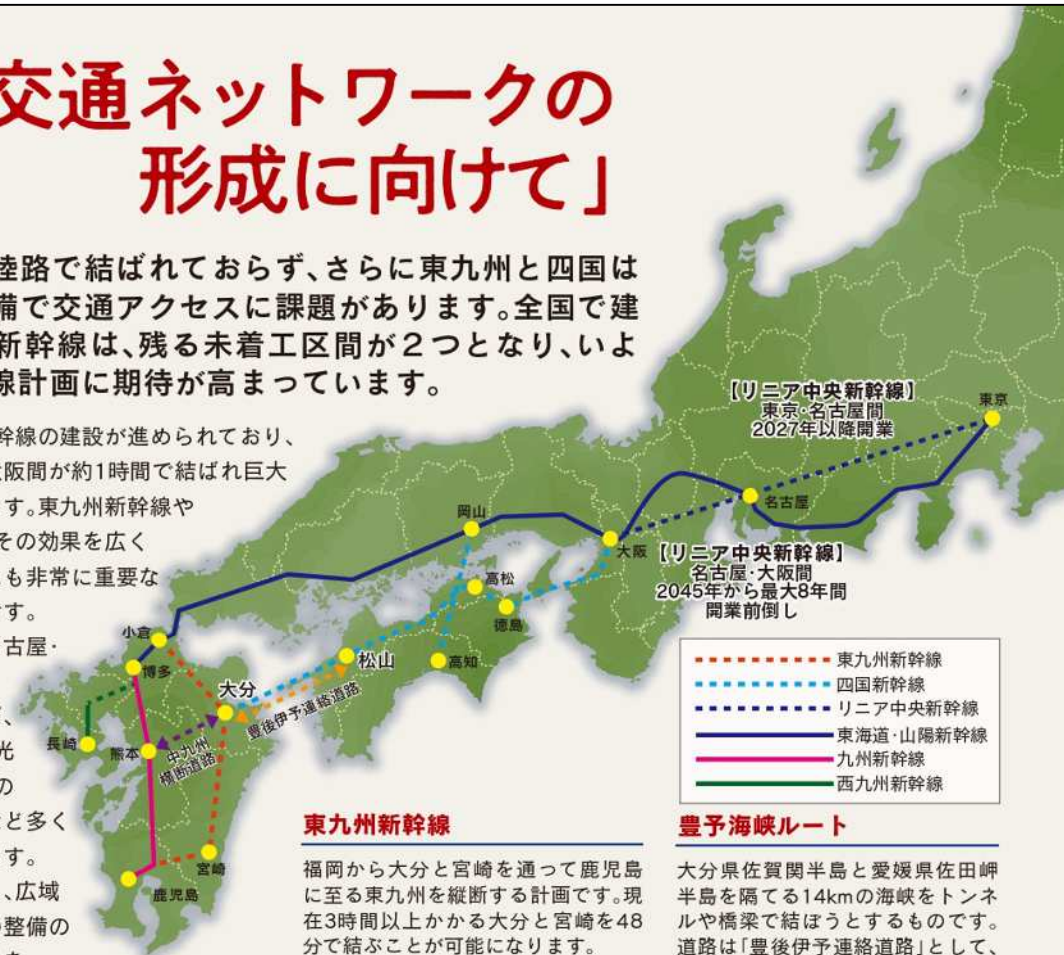 交通ネットワークの
形成に向けて」
陸路で結ばれておらず、さらに東九州と四国は
備で交通アクセスに課題があります。全国で建
新幹線は、残る未着工区間が２つとなり、いよ
線計画に期待が高まっています。
幹線の建設が進められており、
大阪間が約1時間で結ばれ巨大
す。東九州新幹線や
その効果を広く
も非常に重要な
す。
古屋・
、
光
の
ど多く
す。
、広域
整備の
【リニア中央新幹線】
東京・名古屋間
2027年以降開業
東京
名古屋
岡山
大阪
【リニア中央新幹線】
名古屋・大阪間
2045年から最大8年間
開業前倒し
高松
徳島
高知
松山
小倉
博多
大分
豊後伊予連絡道路
長崎
熊本
中九州
横断道路
宮崎
鹿児島
東九州新幹線
四国新幹線
リニア中央新幹線
東海道・山陽新幹線
九州新幹線
西九州新幹線
東九州新幹線
福岡から大分と宮崎を通って鹿児島
に至る東九州を縦断する計画です。現
在3時間以上かかる大分と宮崎を48
分で結ぶことが可能になります。
豊予海峡ルート
大分県佐賀関半島と愛媛県佐田岬
半島を隔てる14kmの海峡をトンネ
ルや橋梁で結ぼうとするものです。
道路は「豊後伊予連絡道路」として、